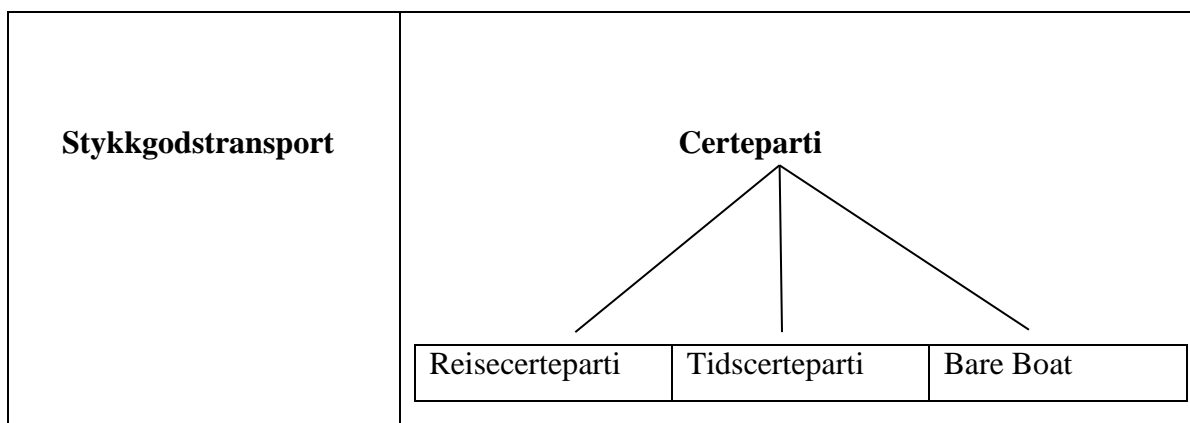 Stykkgodstransport
Certeparti
Reisecerteparti
Tidscerteparti
Bare Boat